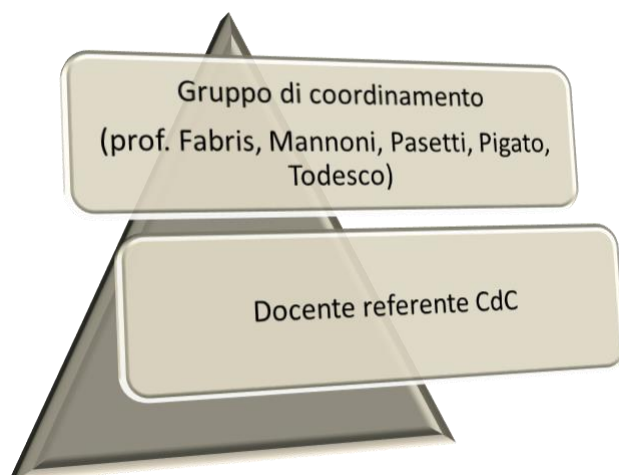 Gruppo di coordinamento
(prof. Fabris, Mannoni, Pasetti, Pigato,
Todesco)
Docente referente CdC